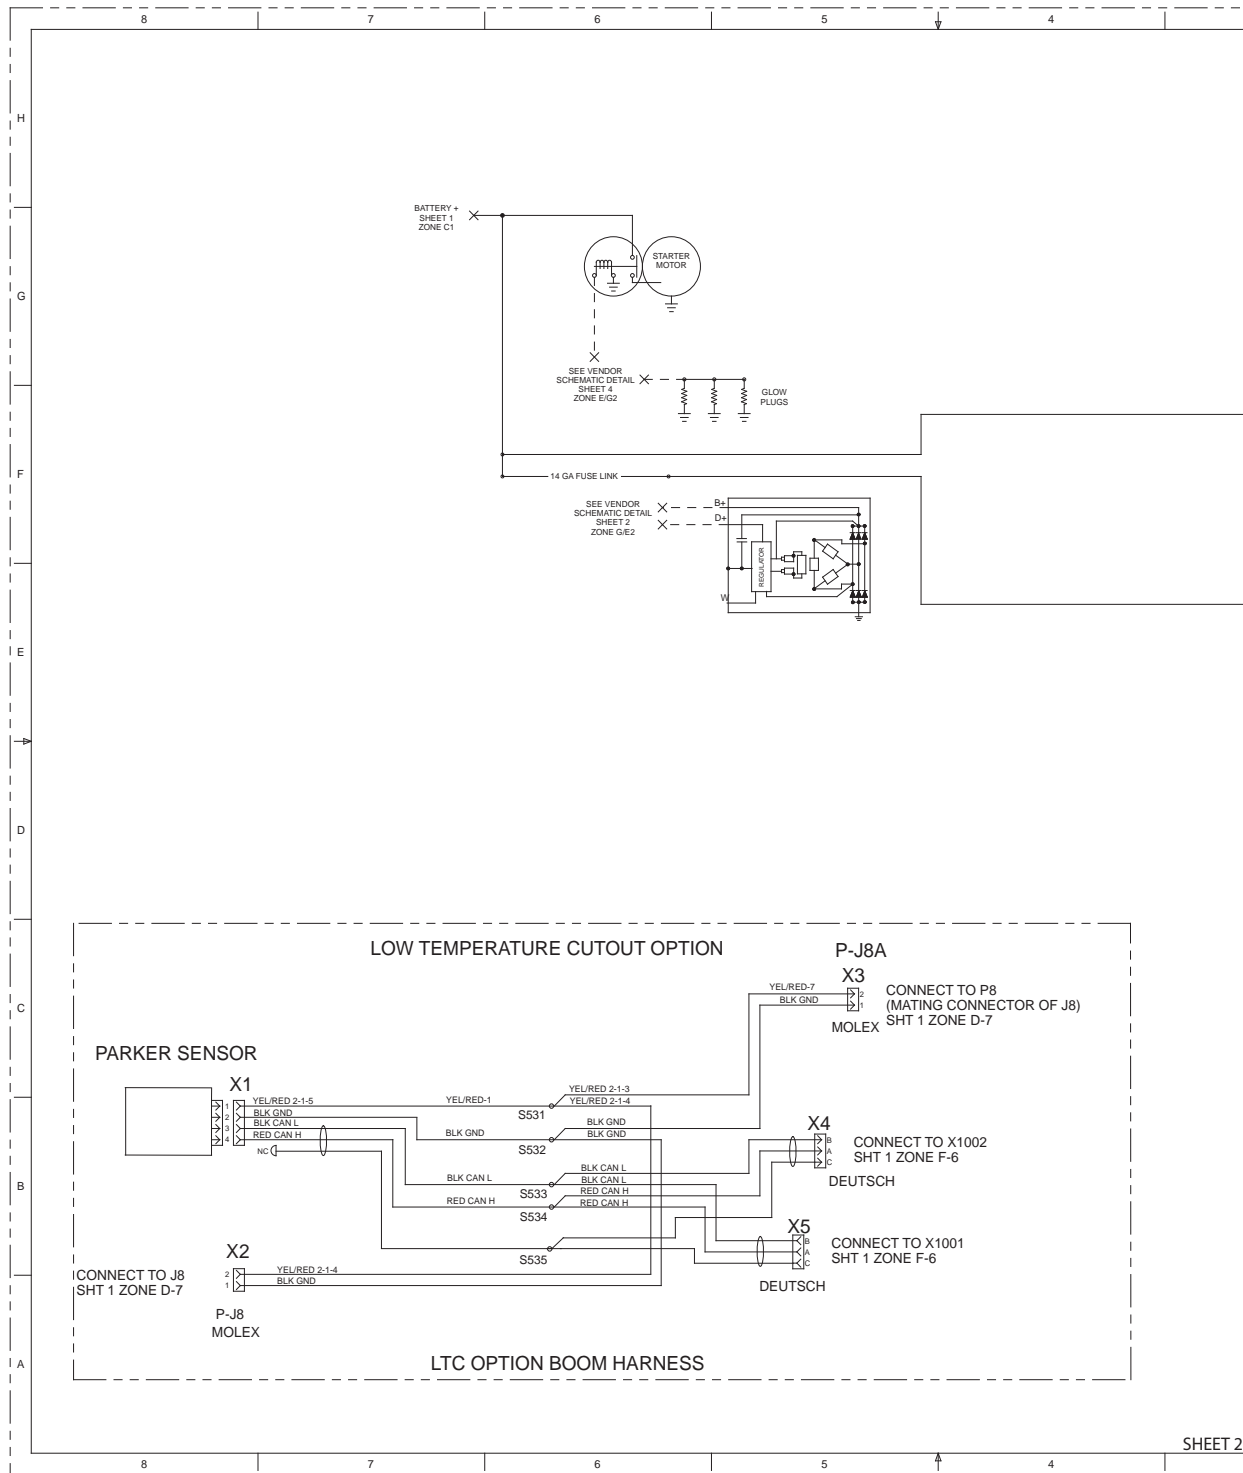 8 7 6 5 4
H
BATTERY +
SHEET 1
ZONE C1
STARTER
MOTOR
G
SEE VENDOR
SCHEMATIC DETAIL
SHEET 4
ZONE E/G2
GLOW
PLUGS
F
14 GA FUSE LINK
SEE VENDOR
SCHEMATIC DETAIL
SHEET 2
ZONE G/E2
B+
D+
REGULATOR
W
E
D
LOW TEMPERATURE CUTOUT OPTION
P-J8A
X3
YEL/RED-7
2
BLK GND
1
CONNECT TO P8
(MATING CONNECTOR OF J8)
SHT 1 ZONE D-7
MOLEX
C
PARKER SENSOR
X1
1
2
3
4
YEL/RED 2-1-5
BLK GND
BLK CAN L
RED CAN H
NC
YEL/RED-1
S531
YEL/RED 2-1-3
YEL/RED 2-1-4
BLK GND
S532
BLK GND
BLK GND
BLK CAN L
S533
BLK CAN L
BLK CAN L
RED CAN H
S534
RED CAN H
RED CAN H
S535
X4
B
A
C
CONNECT TO X1002
SHT 1 ZONE F-6
DEUTSCH
B
X5
B
A
C
CONNECT TO X1001
SHT 1 ZONE F-6
DEUTSCH
X2
CONNECT TO J8
SHT 1 ZONE D-7
2
1
YEL/RED 2-1-4
BLK GND
P-J8
MOLEX
A
LTC OPTION BOOM HARNESS
SHEET 2
8 7 6 5 4